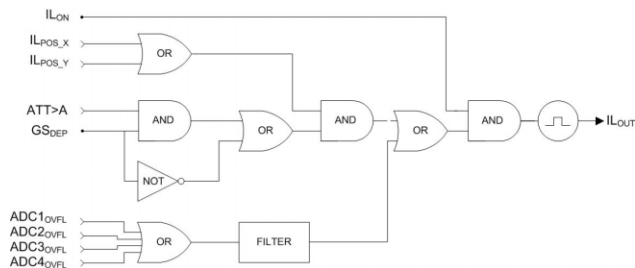 IL_ON
IL_POS_X
OR
IL_POS_Y
ATT>A
AND
GS_DEP
OR
NOT
AND
OR
AND
IL_OUT
ADC1_OVFL
ADC2_OVFL
ADC3_OVFL
ADC4_OVFL
OR
FILTER